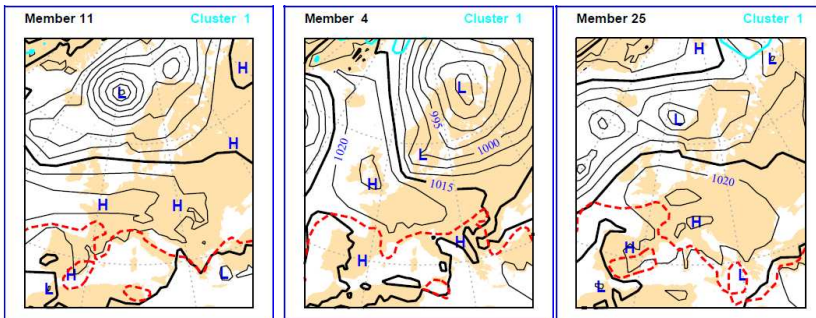 Member 11 Cluster 1
H
L
H
H
H
H
L
L
Member 4 Cluster 1
L
995
1020
L
1000
H
1015
H
H
Member 25 Cluster 1
H
L
L
1020
H
H
L
L